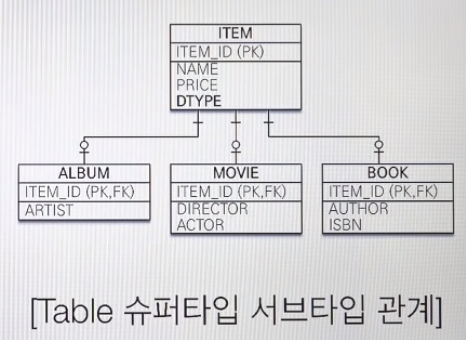 ITEM
ITEM_ID (PK)
NAME
PRICE
DTYPE
ALBUM
ITEM_ID (PK,FK)
ARTIST
MOVIE
ITEM_ID (PK,FK)
DIRECTOR
ACTOR
BOOK
ITEM_ID (PK,FK)
AUTHOR
ISBN
[Table 슈퍼타입 서브타입 관계]